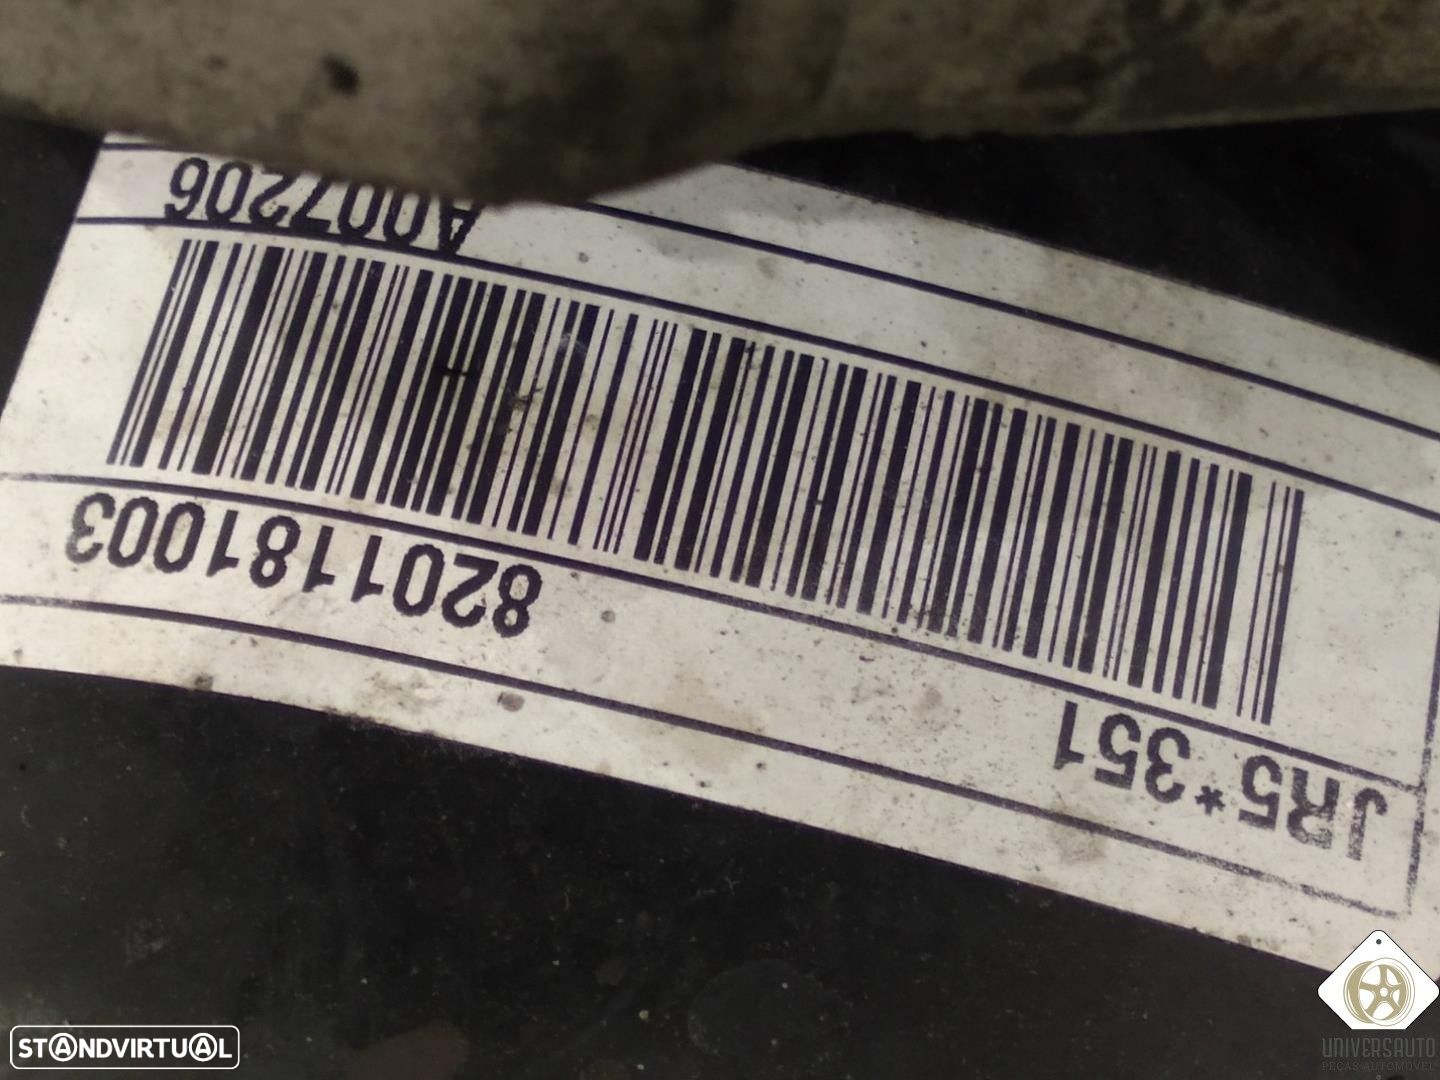 JR5*351
8201181003
A007206
STANDVIRTUAL
UNIVERSAUTO
PEÇAS AUTOMÓVEL